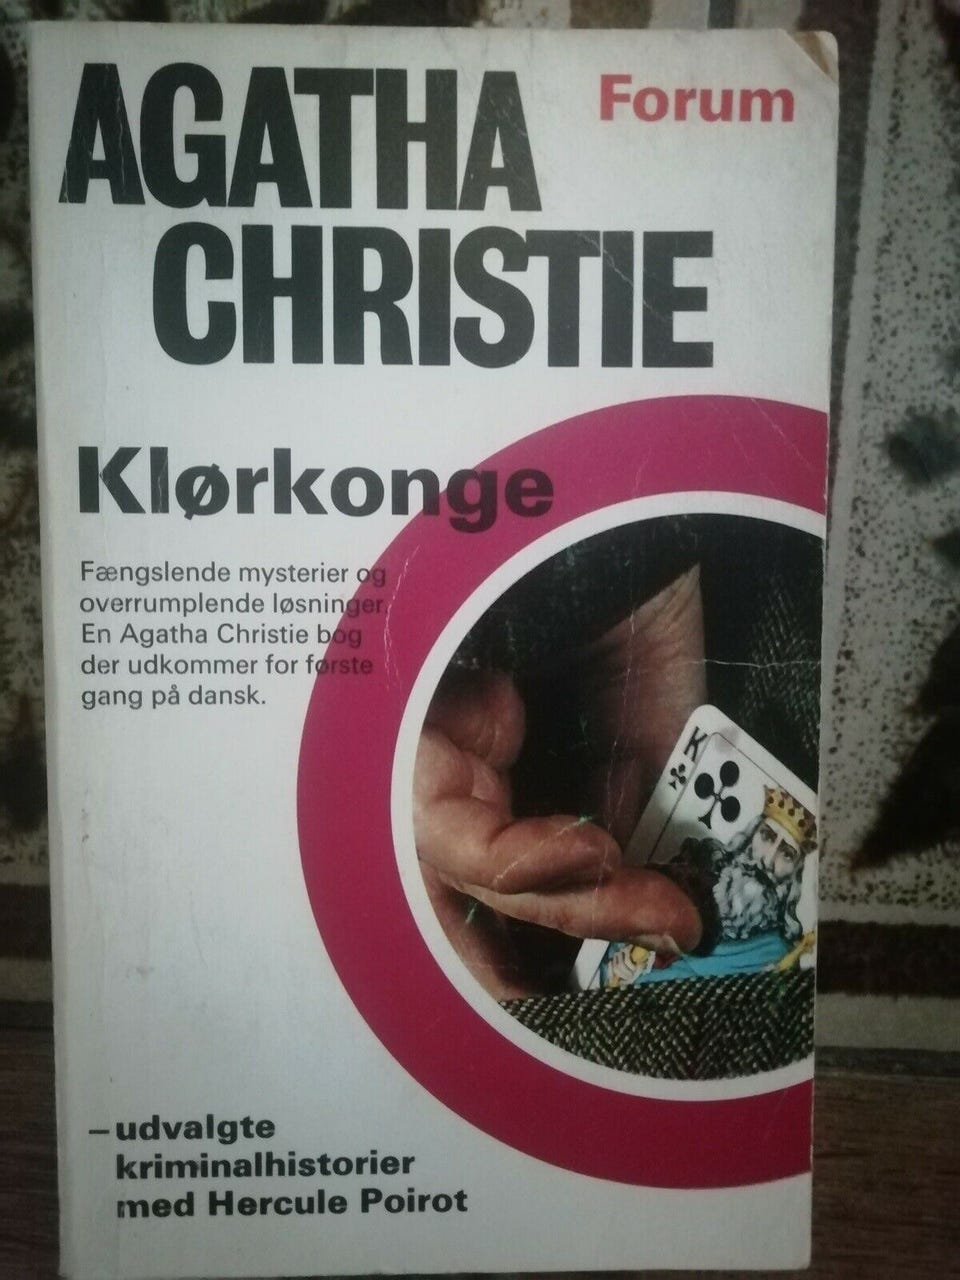 AGATHA
Forum
CHRISTIE
Klørkonge
Fængslende mysterier og
overrumplende løsninger.
En Agatha Christie bog
der udkommer for første
gang på dansk.
K
– udvalgte
kriminalhistorier
med Hercule Poirot